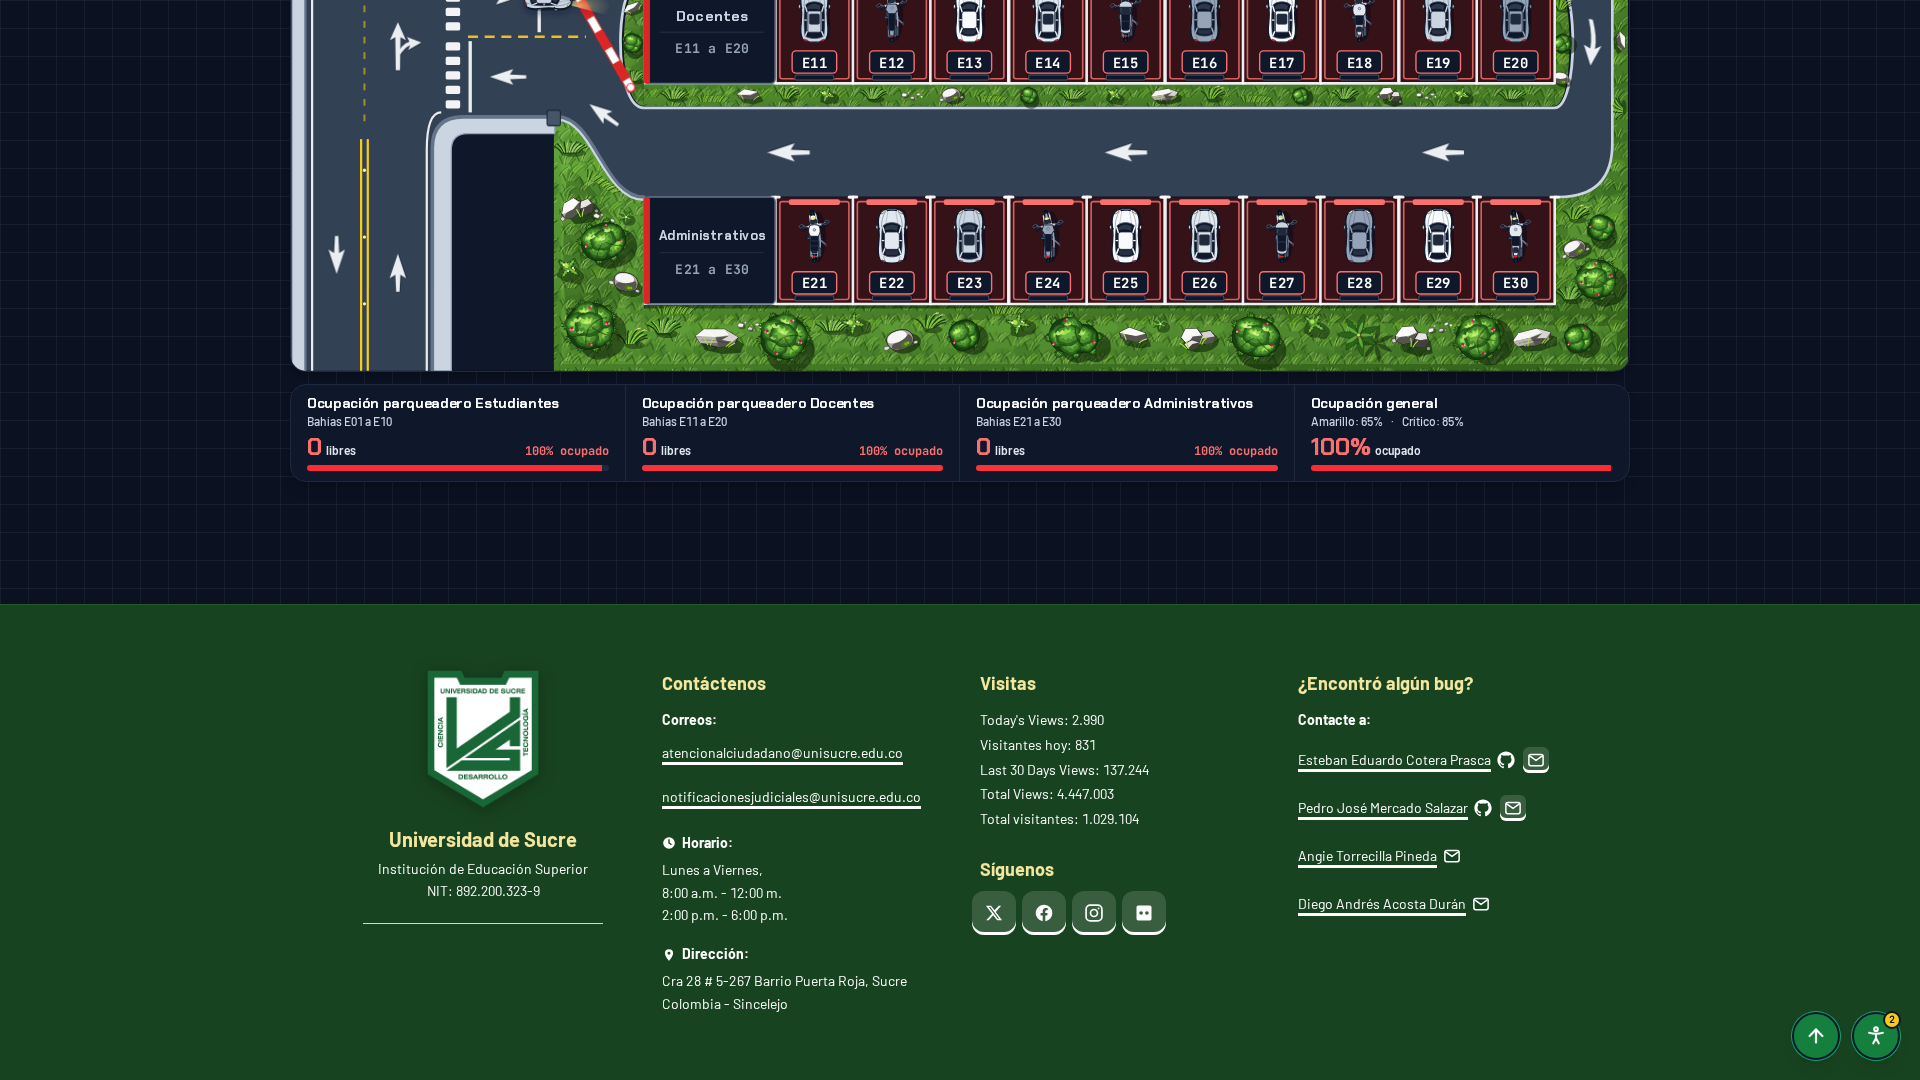 Docentes
E11 a E20
E11
E12
E13
E14
E15
E16
E17
E18
E19
E20
Administrativos
E21 a E30
E21
E22
E23
E24
E25
E26
E27
E28
E29
E30
Ocupación parqueadero Estudiantes
Bahías E01 a E10
0 libres
100% ocupado
Ocupación parqueadero Docentes
Bahías E11 a E20
0 libres
100% ocupado
Ocupación parqueadero Administrativos
Bahías E21 a E30
0 libres
100% ocupado
Ocupación general
Amarillo: 65% · Crítico: 85%
100% ocupado
UNIVERSIDAD DE SUCRE
CIENCIA
TECNOLOGÍA
DESARROLLO
Universidad de Sucre
Institución de Educación Superior
NIT: 892.200.323-9
Contáctenos
Correos:
atencionalciudadano@unisucre.edu.co
notificacionesjudiciales@unisucre.edu.co
Horario:
Lunes a Viernes,
8:00 a.m. - 12:00 m.
2:00 p.m. - 6:00 p.m.
Dirección:
Cra 28 # 5-267 Barrio Puerta Roja, Sucre
Colombia - Sincelejo
Visitas
Today's Views: 2.990
Visitantes hoy: 831
Last 30 Days Views: 137.244
Total Views: 4.447.003
Total visitantes: 1.029.104
Síguenos
¿Encontró algún bug?
Contacte a:
Esteban Eduardo Cotera Prasca
Pedro José Mercado Salazar
Angie Torrecilla Pineda
Diego Andrés Acosta Durán
2